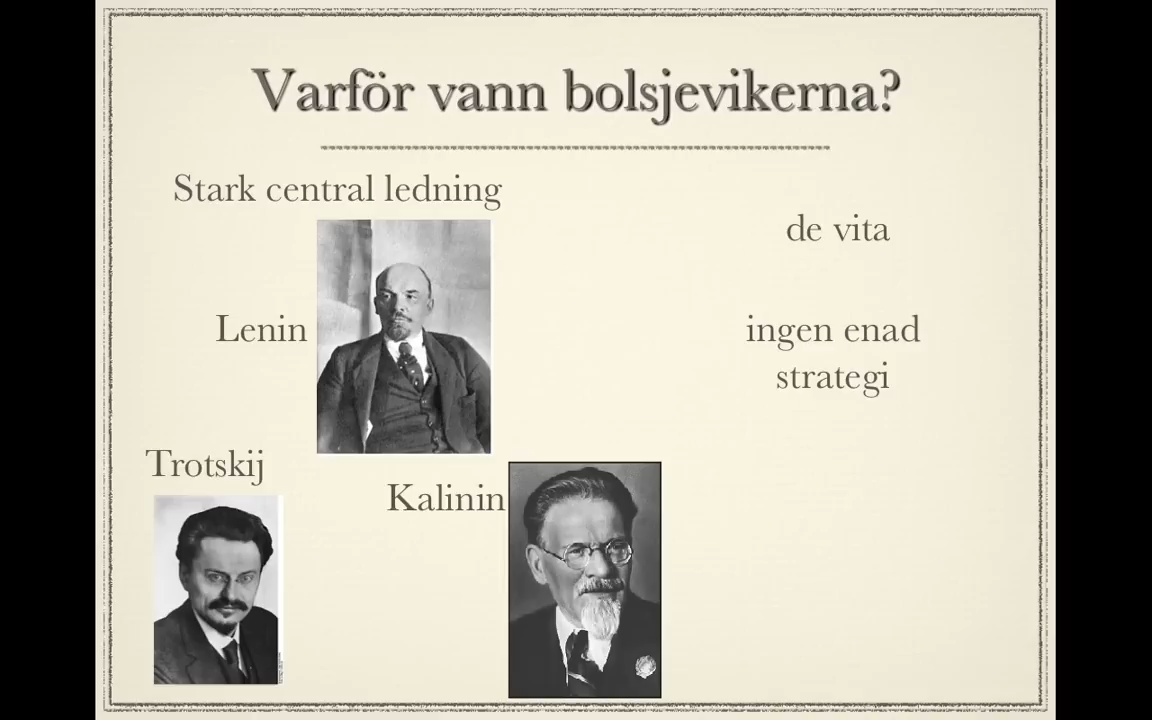 Varför vann bolsjevikerna?
Stark central ledning
de vita
Lenin
ingen enad
strategi
Trotskij
Kalinin